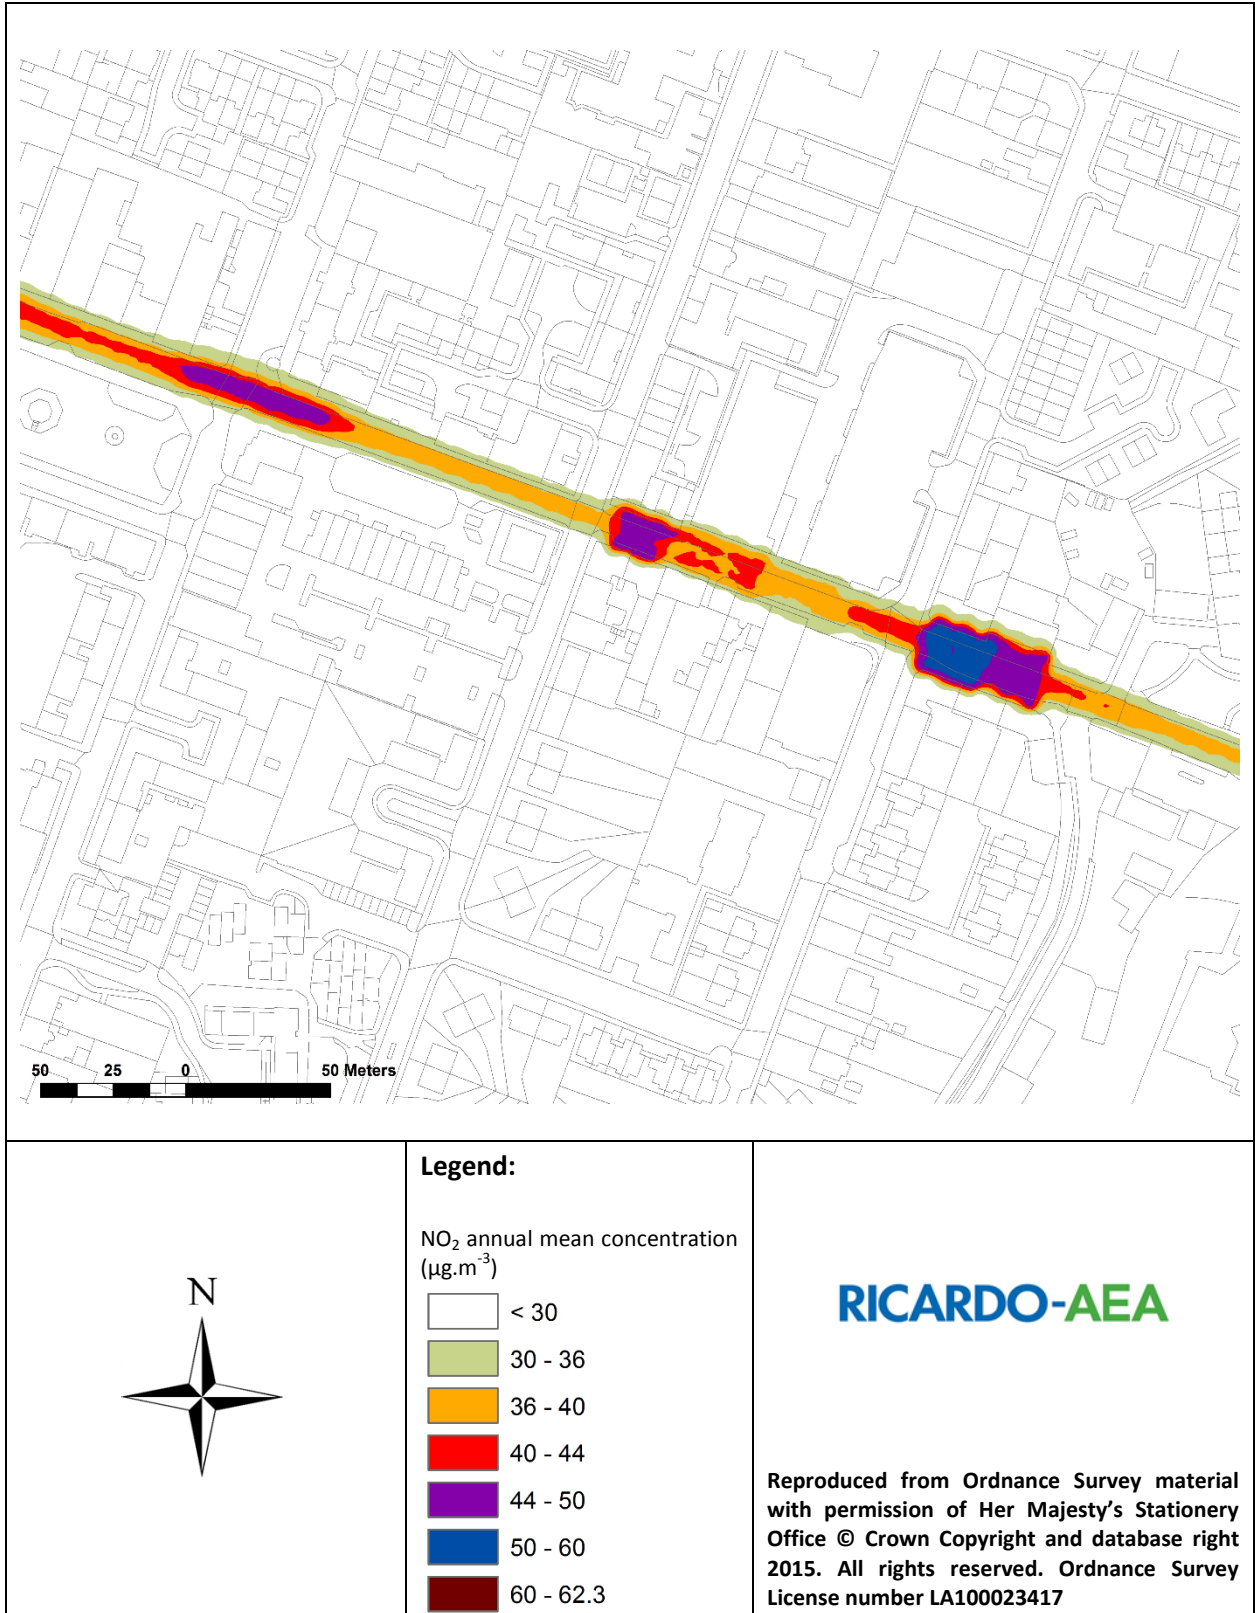 50 25 0 50 Meters
N
Legend:
NO₂ annual mean concentration
(µg.m⁻³)
< 30
30 - 36
36 - 40
40 - 44
44 - 50
50 - 60
60 - 62.3
RICARDO-AEA
Reproduced from Ordnance Survey material
with permission of Her Majesty's Stationery
Office © Crown Copyright and database right
2015. All rights reserved. Ordnance Survey
License number LA100023417